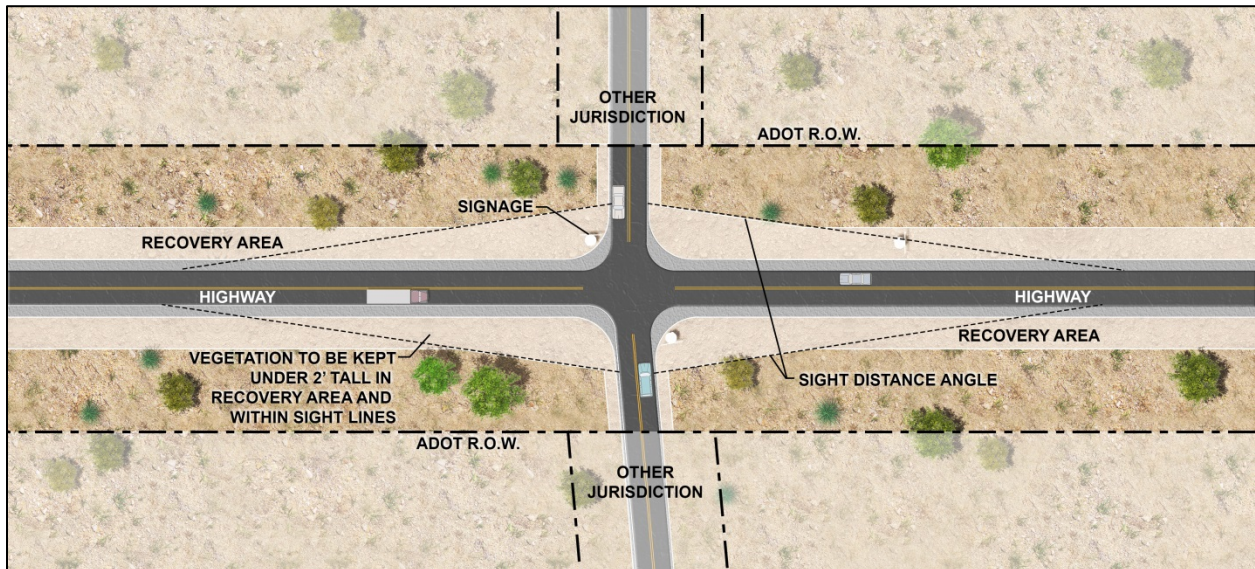 OTHER
JURISDICTION
ADOT R.O.W.
SIGNAGE
RECOVERY AREA
HIGHWAY
HIGHWAY
RECOVERY AREA
VEGETATION TO BE KEPT
UNDER 2' TALL IN
RECOVERY AREA AND
WITHIN SIGHT LINES
SIGHT DISTANCE ANGLE
ADOT R.O.W.
OTHER
JURISDICTION